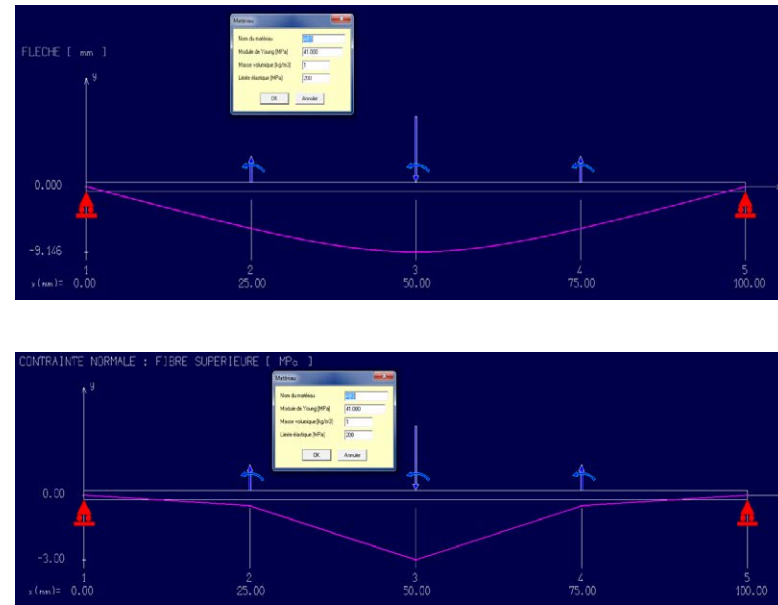 Matériau
Nom du matériau
Module de Young [MPa] 41.000
Masse volumique [kg/m3] 1
Limite élastique [MPa] 200
OK Annuler
FLECHE [ mm ]
y
0.000
-9.146
1 2 3 4 5
x(mm)= 0.00 25.00 50.00 75.00 100.00
CONTRAINTE NORMALE : FIBRE SUPERIEURE [ MPa ]
Matériau
y
Nom du matériau
Module de Young [MPa] 41.000
Masse volumique [kg/m3] 1
Limite élastique [MPa] 200
OK Annuler
0.00
-3.00
1 2 3 4 5
x(mm)= 0.00 25.00 50.00 75.00 100.00